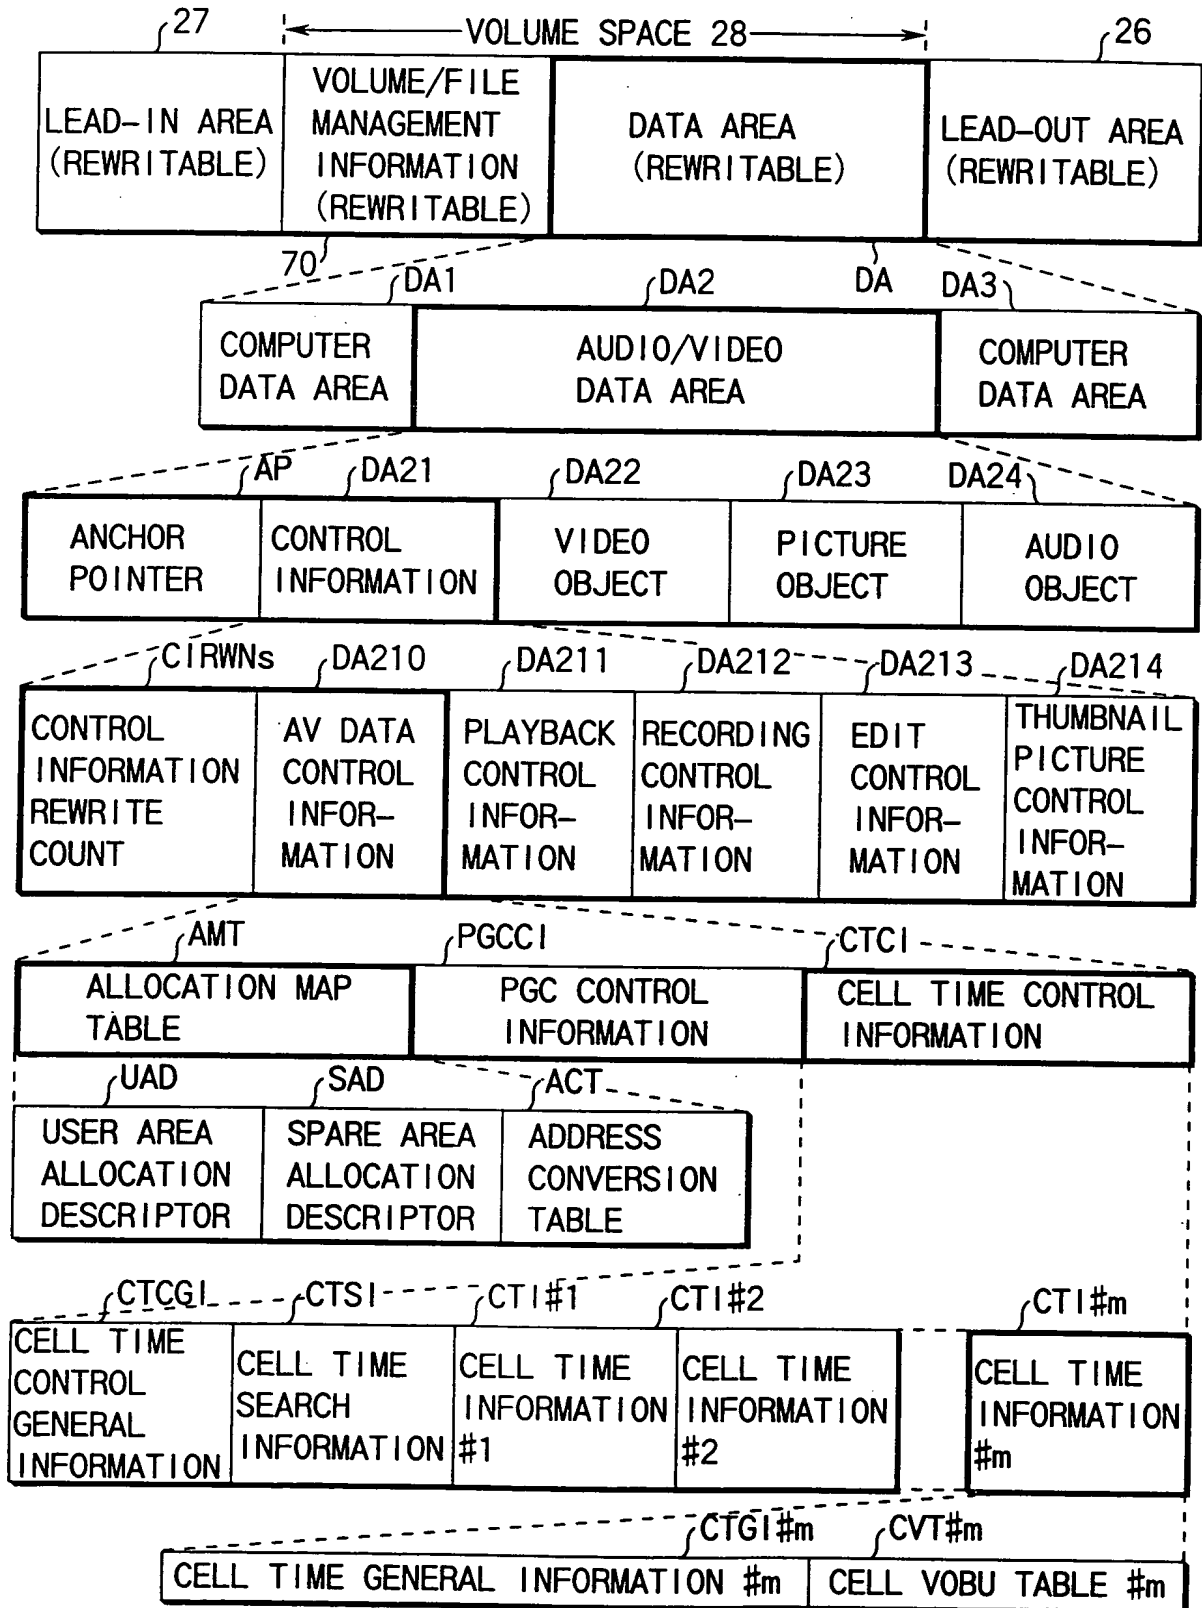 27
VOLUME SPACE 28
26
LEAD-IN AREA
(REWRITABLE)
VOLUME/FILE
MANAGEMENT
INFORMATION
(REWRITABLE)
DATA AREA
(REWRITABLE)
LEAD-OUT AREA
(REWRITABLE)
70
DA
DA1
DA2
DA3
COMPUTER
DATA AREA
AUDIO/VIDEO
DATA AREA
COMPUTER
DATA AREA
AP
DA21
DA22
DA23
DA24
ANCHOR
POINTER
CONTROL
INFORMATION
VIDEO
OBJECT
PICTURE
OBJECT
AUDIO
OBJECT
CIRWNs
DA210
DA211
DA212
DA213
DA214
CONTROL
INFORMATION
REWRITE
COUNT
AV DATA
CONTROL
INFOR-
MATION
PLAYBACK
CONTROL
INFOR-
MATION
RECORDING
CONTROL
INFOR-
MATION
EDIT
CONTROL
INFOR-
MATION
THUMBNAIL
PICTURE
CONTROL
INFOR-
MATION
AMT
PGCCI
CTCI
ALLOCATION MAP
TABLE
PGC CONTROL
INFORMATION
CELL TIME CONTROL
INFORMATION
UAD
SAD
ACT
USER AREA
ALLOCATION
DESCRIPTOR
SPARE AREA
ALLOCATION
DESCRIPTOR
ADDRESS
CONVERSION
TABLE
CTCGI
CTSI
CTI#1
CTI#2
CTI#m
CELL TIME
CONTROL
GENERAL
INFORMATION
CELL TIME
SEARCH
INFORMATION
CELL TIME
INFORMATION
#1
CELL TIME
INFORMATION
#2
CELL TIME
INFORMATION
#m
CTGI#m
CVT#m
CELL TIME GENERAL INFORMATION #m
CELL VOBU TABLE #m